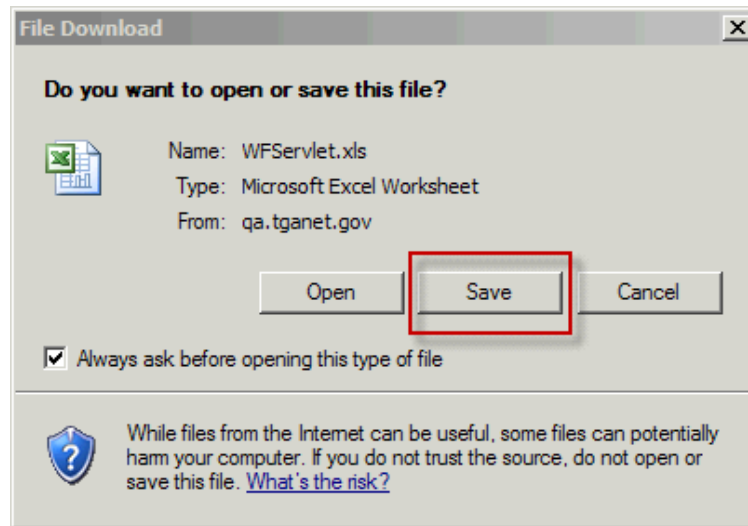 File Download
Do you want to open or save this file?
Name: WFServlet.xls
Type: Microsoft Excel Worksheet
From: qa.tganet.gov
Open Save Cancel
Always ask before opening this type of file
While files from the Internet can be useful, some files can potentially
harm your computer. If you do not trust the source, do not open or
save this file. What's the risk?